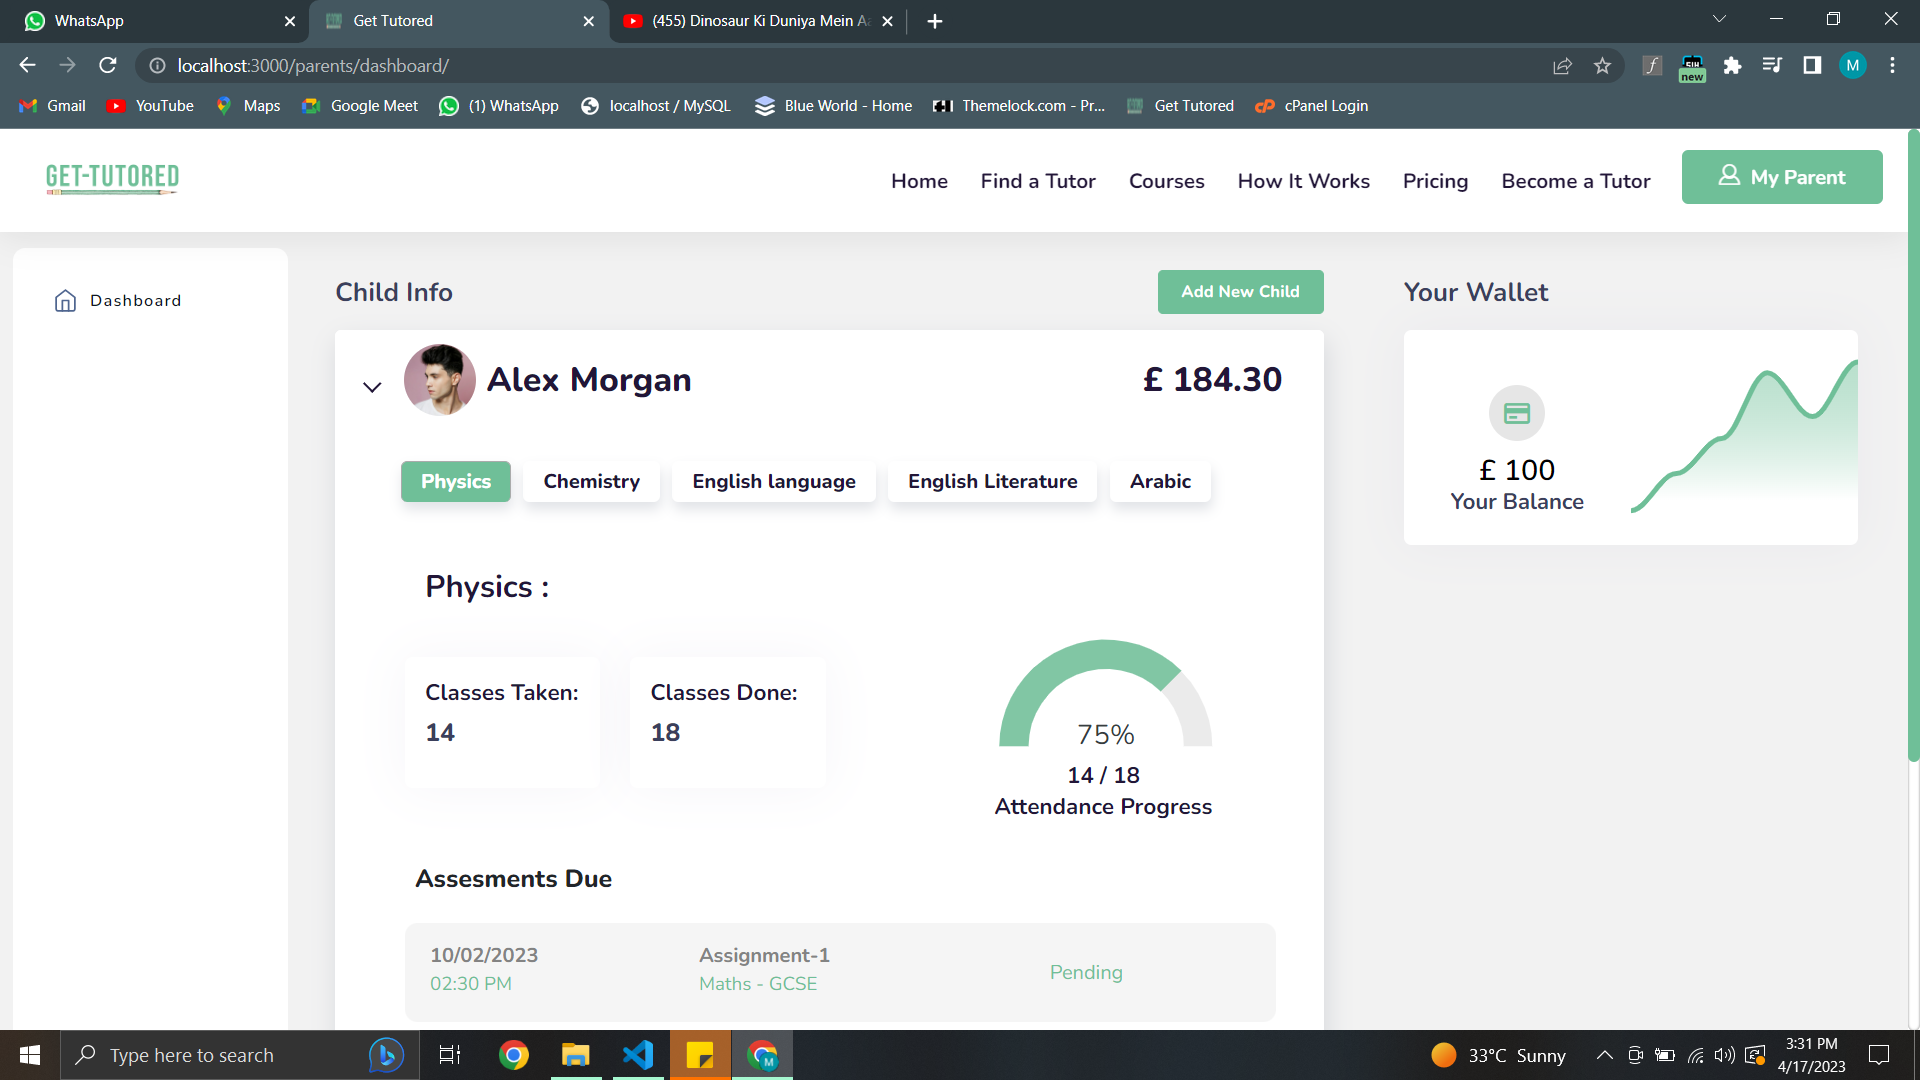 WhatsApp
Get Tutored
(455) Dinosaur Ki Duniya Mein
localhost:3000/parents/dashboard/
new
M
Gmail
YouTube
Maps
Google Meet
(1) WhatsApp
localhost / MySQL
Blue World - Home
Themelock.com - Pr...
Get Tutored
cPanel Login
GET-TUTORED
Home
Find a Tutor
Courses
How It Works
Pricing
Become a Tutor
My Parent
Dashboard
Child Info
Add New Child
Your Wallet
Alex Morgan
£ 184.30
£ 100
Your Balance
Physics
Chemistry
English language
English Literature
Arabic
Physics :
Classes Taken:
14
Classes Done:
18
75%
14 / 18
Attendance Progress
Assesments Due
10/02/2023
02:30 PM
Assignment-1
Maths - GCSE
Pending
Type here to search
M
33°C Sunny
3:31 PM
4/17/2023